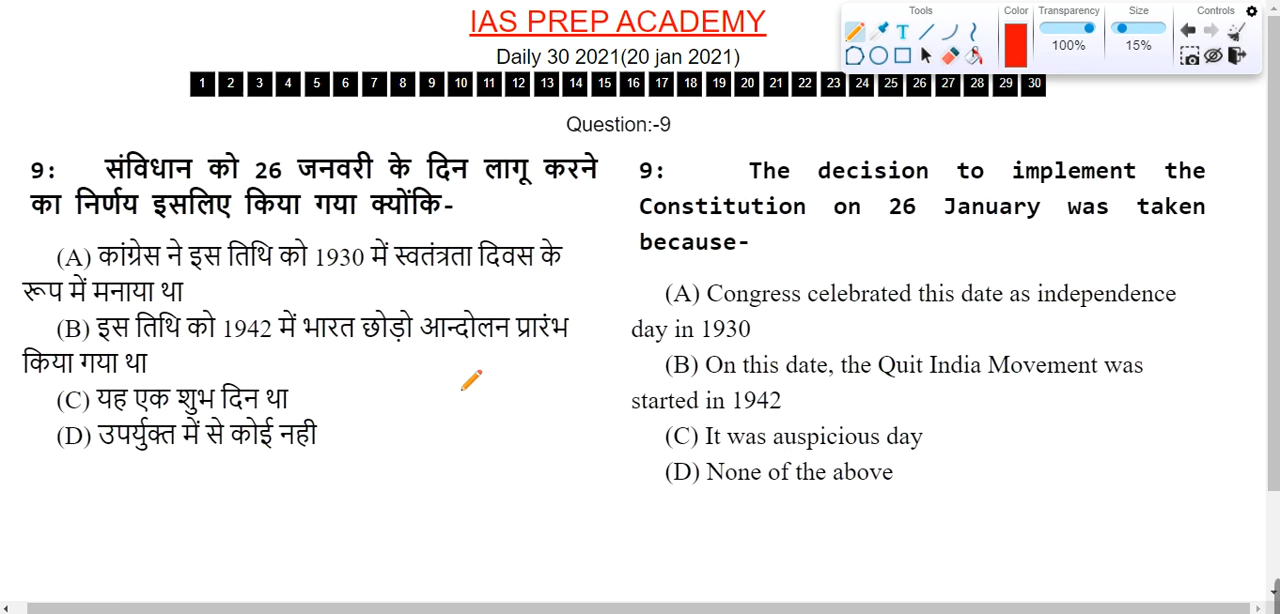 IAS PREP ACADEMY
Daily 30 2021(20 jan 2021)
1 2 3 4 5 6 7 8 9 10 11 12 13 14 15 16 17 18 19 20 21 22 23 24 25 26 27 28 29 30
Tools
Color
Transparency
Size
Controls
100%
15%
Question:-9
9: संविधान को 26 जनवरी के दिन लागू करने
का निर्णय इसलिए किया गया क्योंकि-
(A) कांग्रेस ने इस तिथि को 1930 में स्वतंत्रता दिवस के
रूप में मनाया था
(B) इस तिथि को 1942 में भारत छोड़ो आन्दोलन प्रारंभ
किया गया था
(C) यह एक शुभ दिन था
(D) उपर्युक्त में से कोई नही
9: The decision to implement the
Constitution on 26 January was taken
because-
(A) Congress celebrated this date as independence
day in 1930
(B) On this date, the Quit India Movement was
started in 1942
(C) It was auspicious day
(D) None of the above